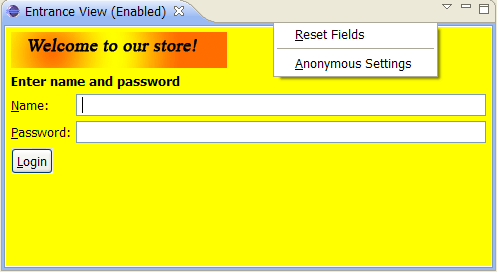 Entrance View (Enabled)
Reset Fields
Anonymous Settings
Welcome to our store!
Enter name and password
Name:
Password:
Login